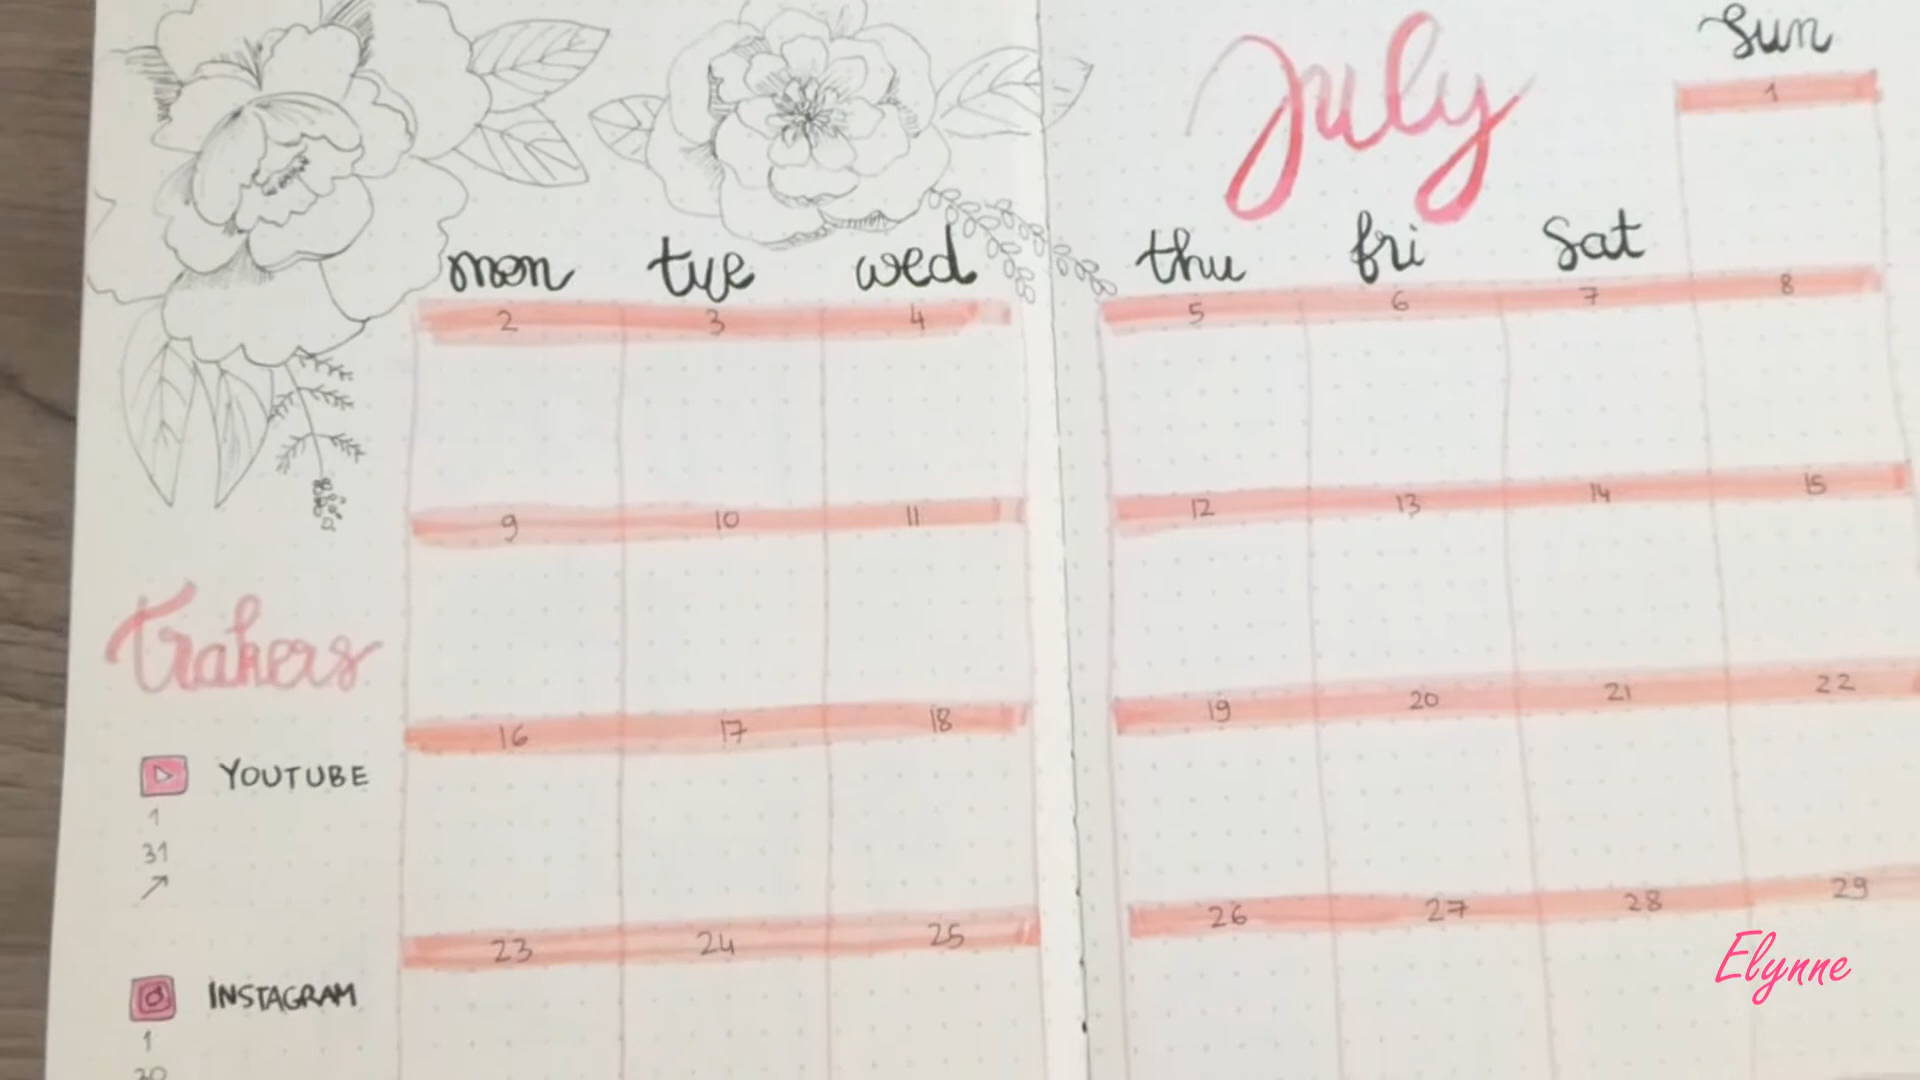 July
sun
1
mon tue wed thu fri sat
2 3 4 5 6 7 8
9 10 11 12 13 14 15
trakers
16 17 18 19 20 21 22
YOUTUBE
1
31
23 24 25 26 27 28 29
INSTAGRAM
1
Elynne